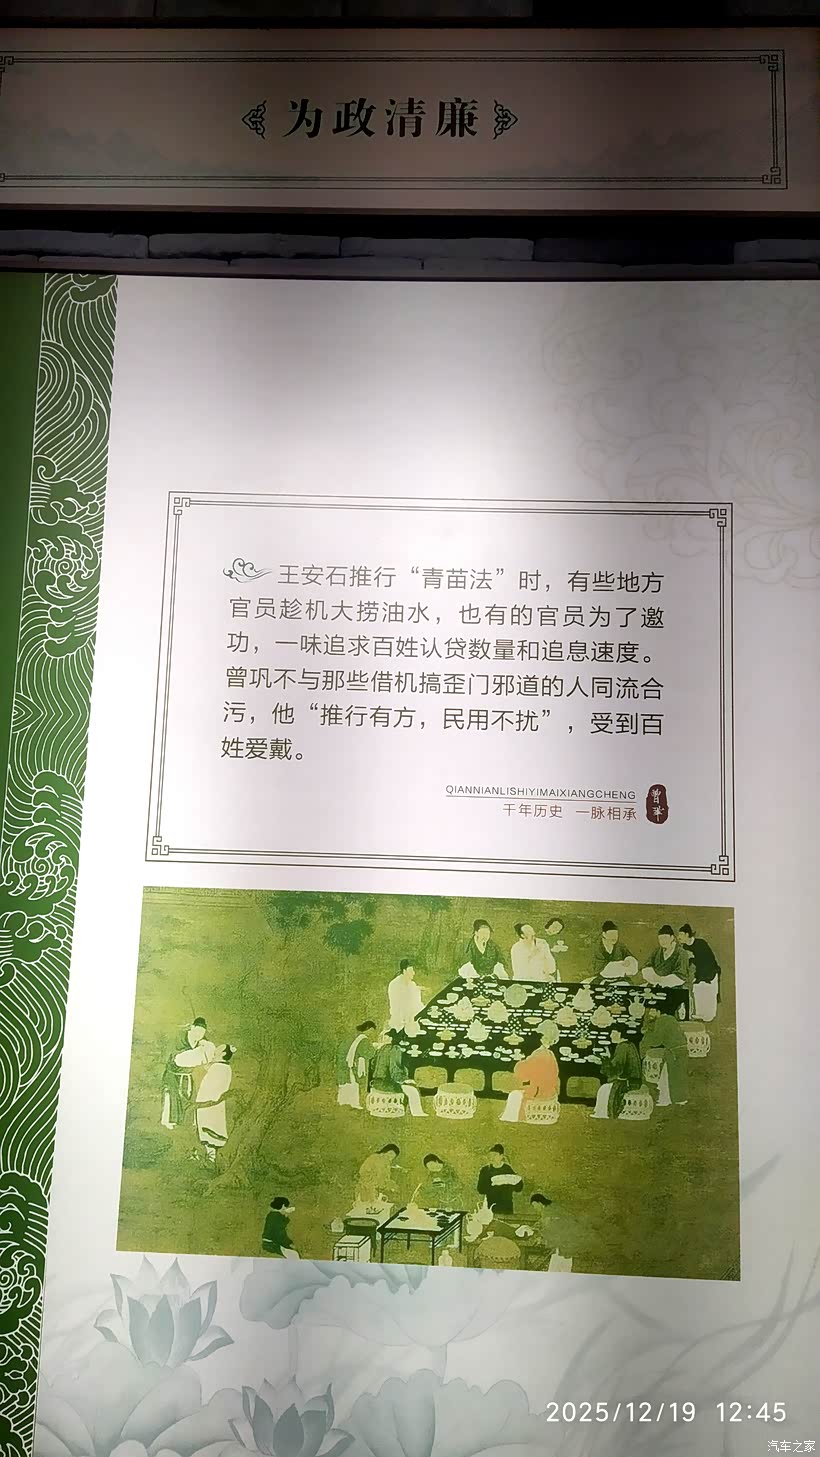 为政清廉
王安石推行“青苗法”时，有些地方
官员趁机大捞油水，也有的官员为了邀
功，一味追求百姓认贷数量和追息速度。
曾巩不与那些借机搞歪门邪道的人同流合
污，他“推行有方，民用不扰”，受到百
姓爱戴。
QIANNIANLISHIYIMAIXIANGCHENG
千年历史 一脉相承
2025/12/19 12:45
汽车之家